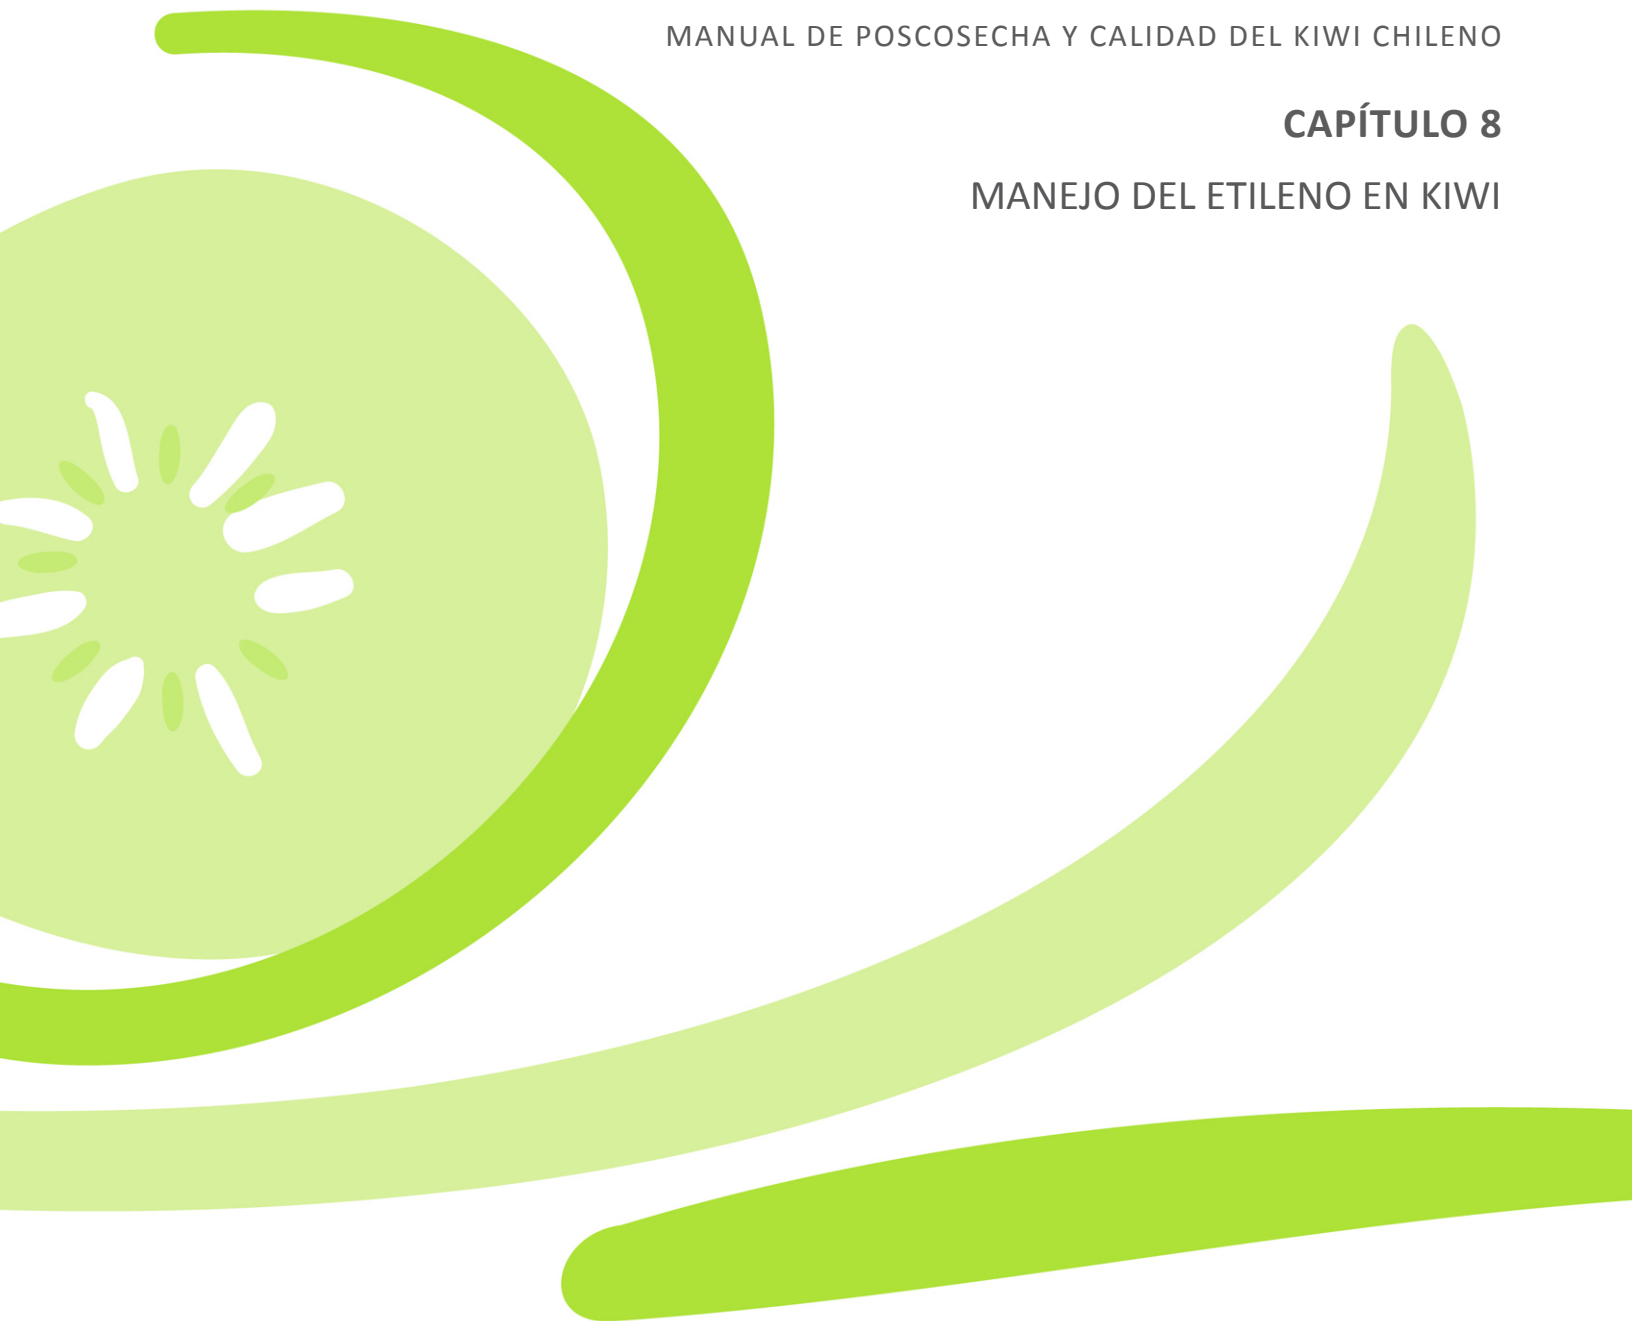 MANUAL DE POSCOSECHA Y CALIDAD DEL KIWI CHILENO
CAPÍTULO 8
MANEJO DEL ETILENO EN KIWI